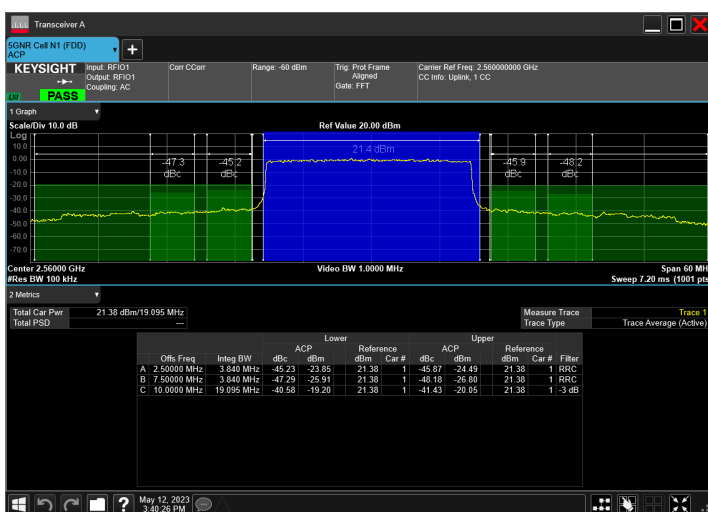 Transceiver A
5GNR Cell N1 (FDD)
ACP
KEYSIGHT
LXI
PASS
Input: RFIO1
Output: RFIO1
Coupling: AC
Corr CCorr
Range: -60 dBm
Trig: Prot Frame
Aligned
Gate: FFT
Carrier Ref Freq: 2.560000000 GHz
CC Info: Uplink, 1 CC
1 Graph
Scale/Div 10.0 dB
Ref Value 20.00 dBm
Log
10.0
0.00
-10.0
-20.0
-30.0
-40.0
-50.0
-60.0
-70.0
-47.3 dBc
-45.2 dBc
21.4 dBm
-45.9 dBc
-48.2 dBc
Center 2.56000 GHz
Video BW 1.0000 MHz
Span 60 MH
#Res BW 100 kHz
Sweep 7.20 ms (1001 pts
2 Metrics
Total Car Pwr 21.38 dBm/19.095 MHz
Total PSD ---
Measure Trace Trace 1
Trace Type Trace Average (Active)
Lower Upper
ACP Reference ACP Reference
Offs Freq Integ BW dBc dBm dBm Car # dBc dBm dBm Car # Filter
A 2.50000 MHz 3.840 MHz -45.23 -23.85 21.38 1 -45.87 -24.49 21.38 1 RRC
B 7.50000 MHz 3.840 MHz -47.29 -25.91 21.38 1 -48.18 -26.80 21.38 1 RRC
C 10.0000 MHz 19.095 MHz -40.58 -19.20 21.38 1 -41.43 -20.05 21.38 1 -3 dB
May 12, 2023
3:40:26 PM